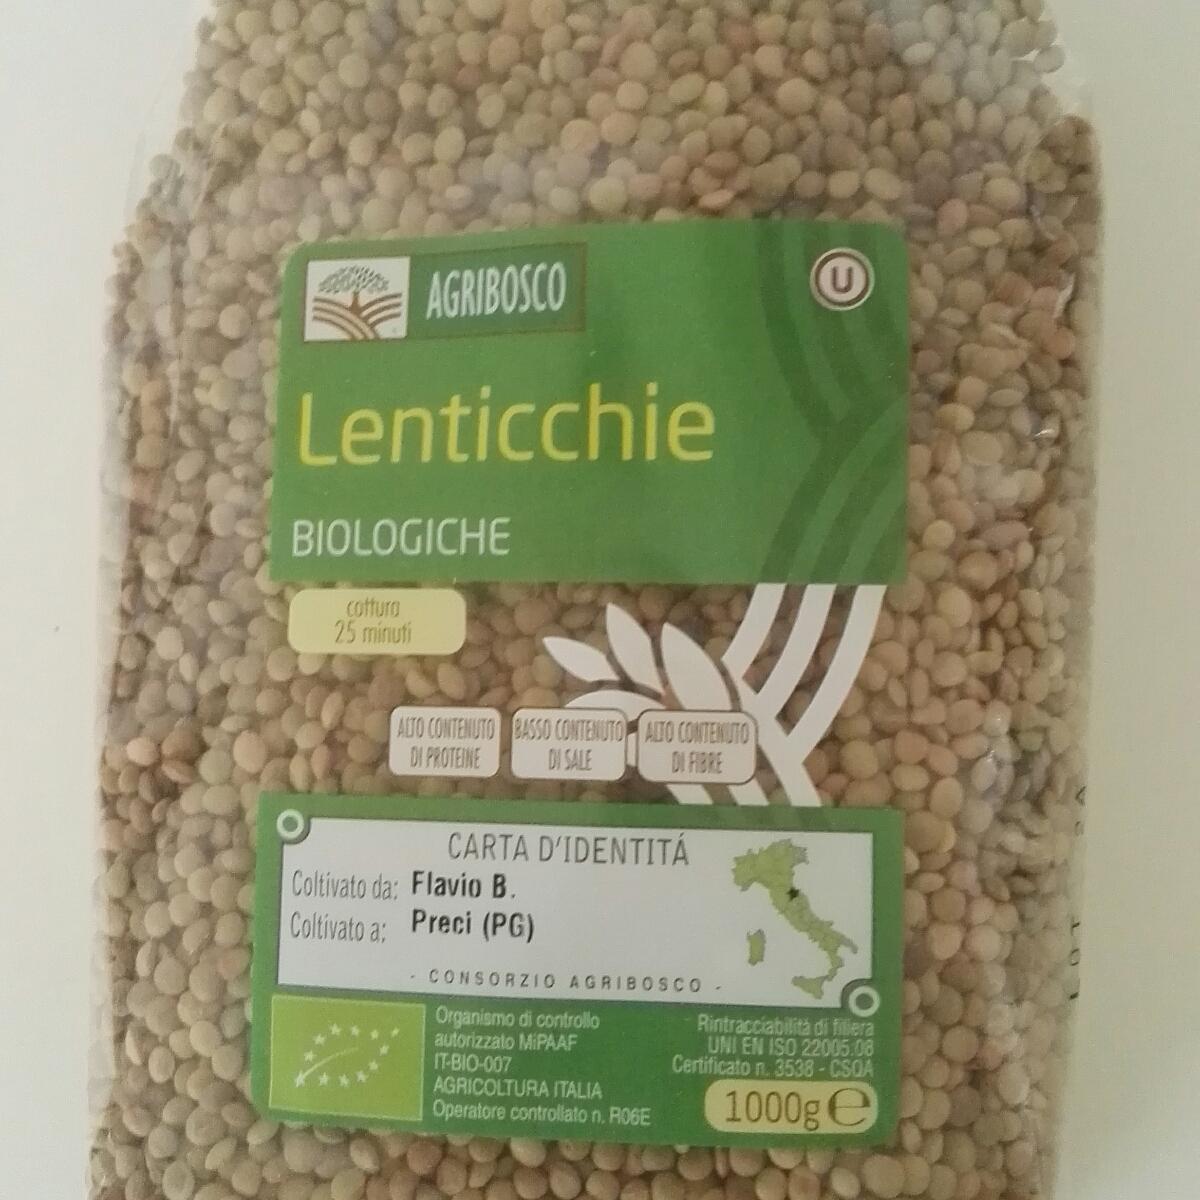 AGRIBOSCO
U
Lenticchie
BIOLOGICHE
cottura
25 minuti
ALTO CONTENUTO
DI PROTEINE
BASSO CONTENUTO
DI SALE
ALTO CONTENUTO
DI FIBRE
CARTA D'IDENTITÁ
Coltivato da: Flavio B.
Coltivato a: Preci (PG)
- CONSORZIO AGRIBOSCO -
Organismo di controllo
autorizzato MiPAAF
IT-BIO-007
AGRICOLTURA ITALIA
Operatore controllato n. R06E
Rintracciabilità di filiera
UNI EN ISO 22005:08
Certificato n. 3538 - CSQA
1000g e